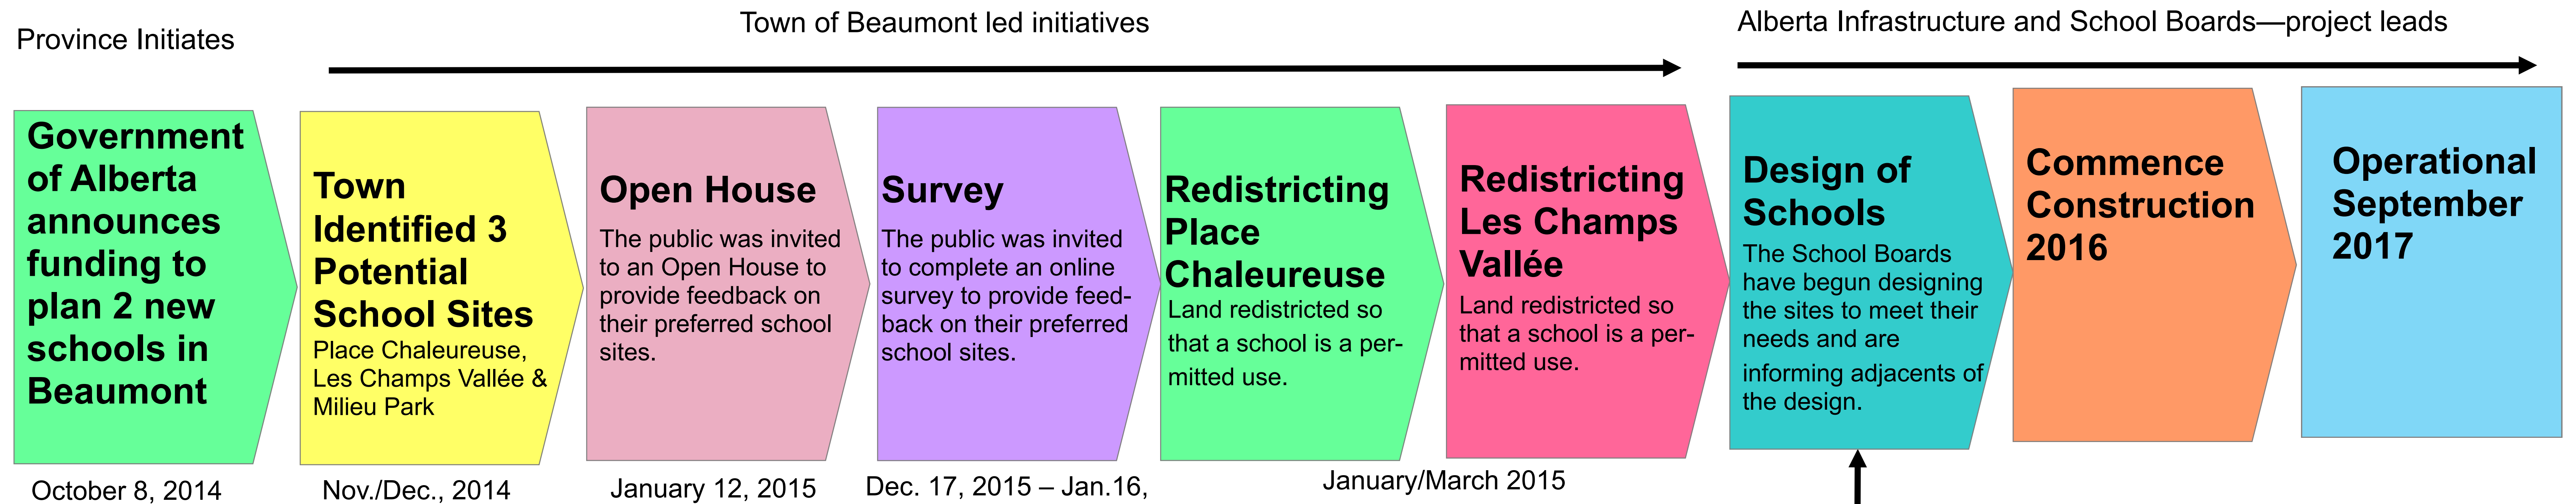 Province Initiates
Town of Beaumont led initiatives
Alberta Infrastructure and School Boards—project leads
Government
of Alberta
announces
funding to
plan 2 new
schools in
Beaumont
October 8, 2014
Town
Identified 3
Potential
School Sites
Place Chaleureuse,
Les Champs Vallée &
Milieu Park
Nov./Dec., 2014
Open House
The public was invited
to an Open House to
provide feedback on
their preferred school
sites.
January 12, 2015
Survey
The public was invited
to complete an online
survey to provide feed-
back on their preferred
school sites.
Dec. 17, 2015 – Jan.16,
Redistricting
Place
Chaleureuse
Land redistricted so
that a school is a per-
mitted use.
Redistricting
Les Champs
Vallée
Land redistricted so
that a school is a per-
mitted use.
January/March 2015
Design of
Schools
The School Boards
have begun designing
the sites to meet their
needs and are
informing adjacents of
the design.
Commence
Construction
2016
Operational
September
2017